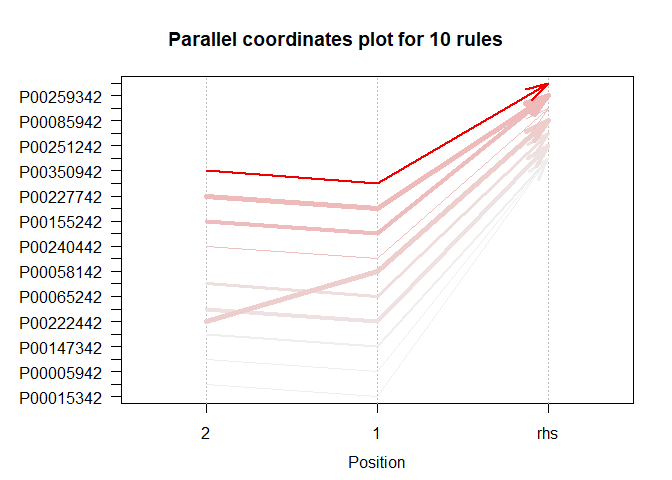 Parallel coordinates plot for 10 rules
P00259342
P00085942
P00251242
P00350942
P00227742
P00155242
P00240442
P00058142
P00065242
P00222442
P00147342
P00005942
P00015342
2 1 rhs
Position